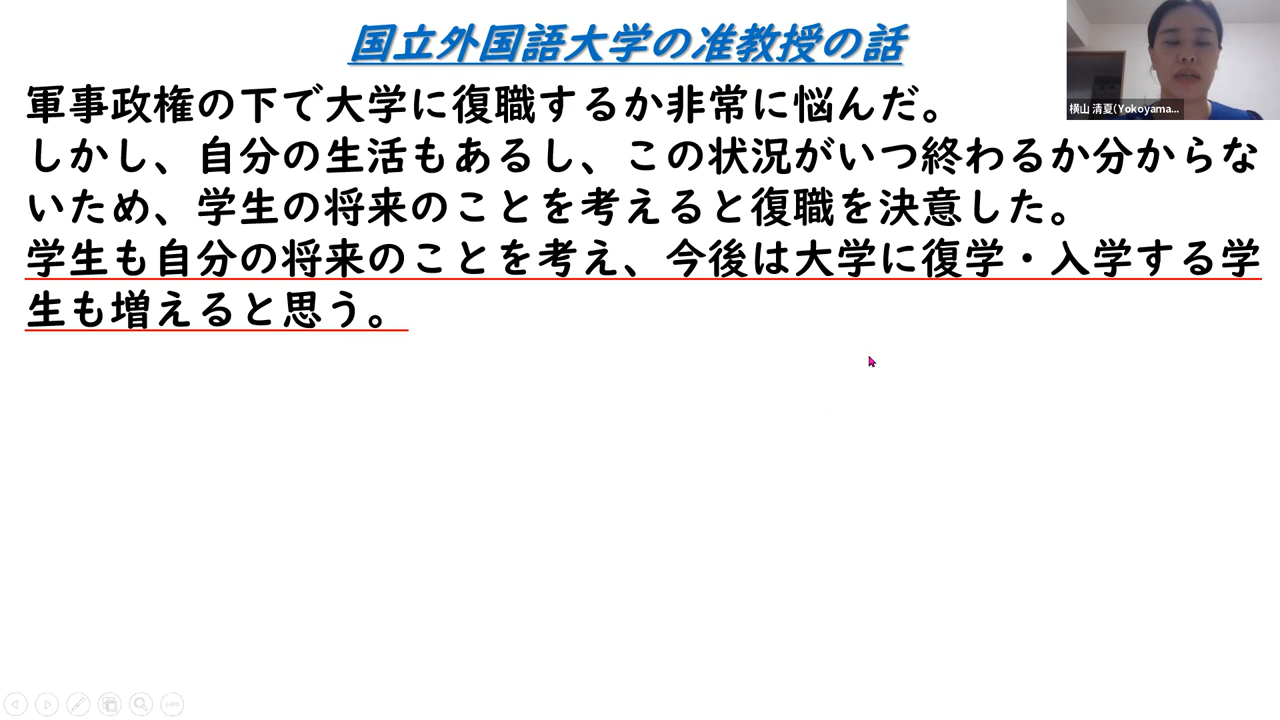 国立外国語大学の准教授の話
軍事政権の下で大学に復職するか非常に悩んだ。
しかし、自分の生活もあるし、この状況がいつ終わるか分からな
いため、学生の将来のことを考えると復職を決意した。
学生も自分の将来のことを考え、今後は大学に復学・入学する学
生も増えると思う。
横山 清夏(Yokoyama...